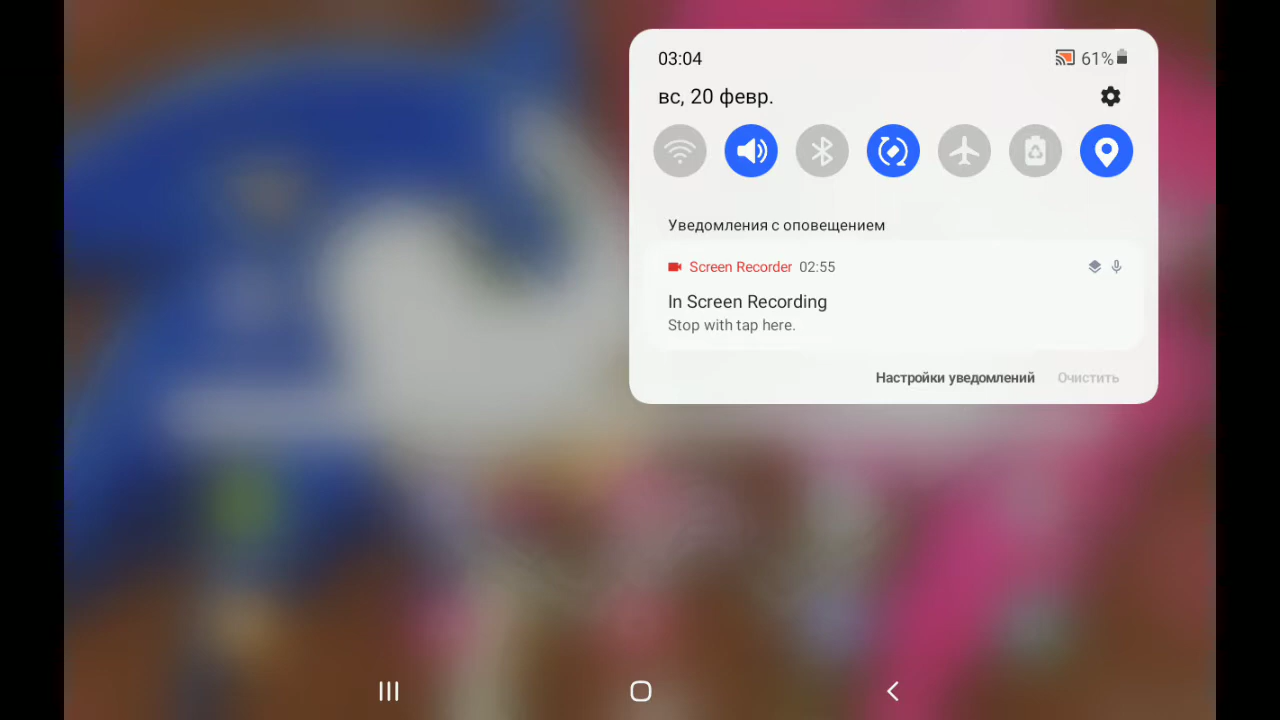 03:04
61%
вс, 20 февр.
Уведомления с оповещением
Screen Recorder 02:55
In Screen Recording
Stop with tap here.
Настройки уведомлений Очистить